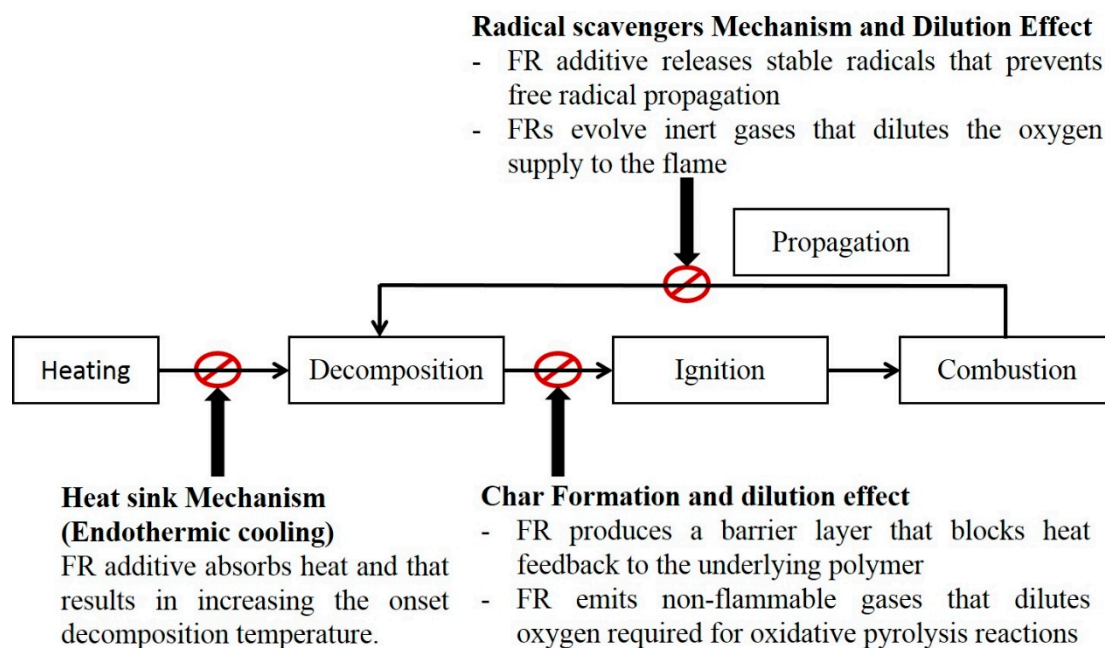 Radical scavengers Mechanism and Dilution Effect
- FR additive releases stable radicals that prevents
free radical propagation
- FRs evolve inert gases that dilutes the oxygen
supply to the flame
Propagation
Heating
Decomposition
Ignition
Combustion
Heat sink Mechanism
(Endothermic cooling)
FR additive absorbs heat and that
results in increasing the onset
decomposition temperature.
Char Formation and dilution effect
- FR produces a barrier layer that blocks heat
feedback to the underlying polymer
- FR emits non-flammable gases that dilutes
oxygen required for oxidative pyrolysis reactions